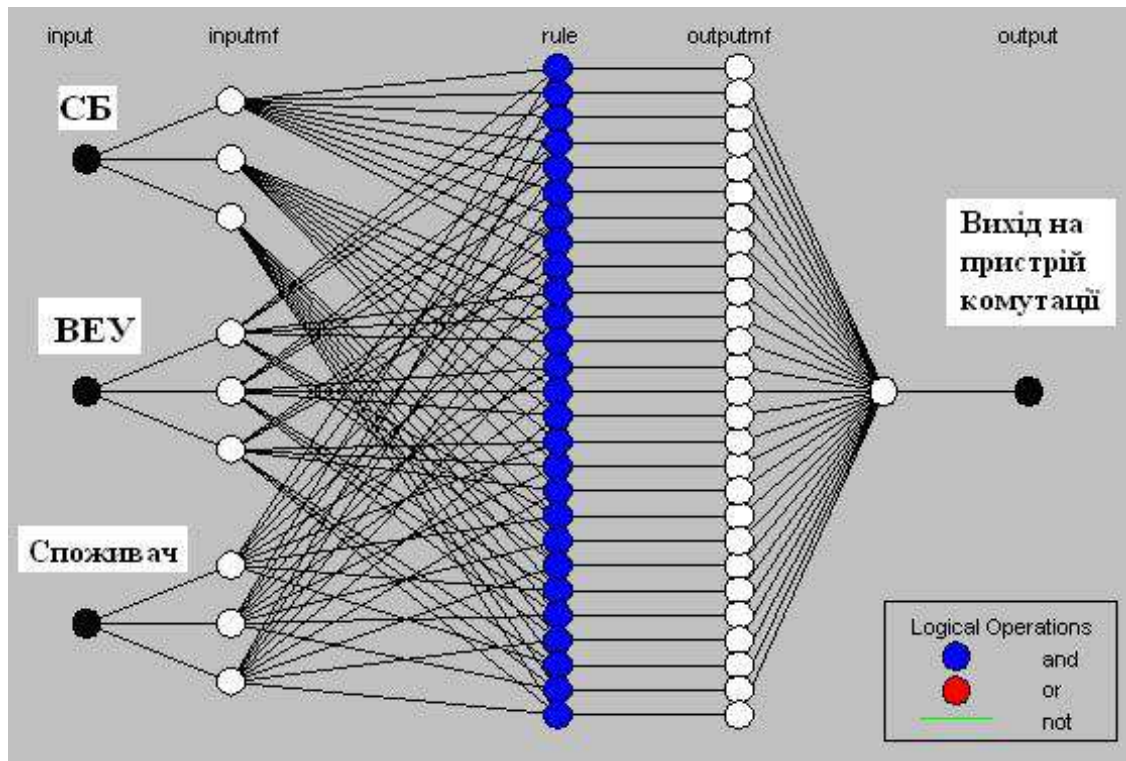 input
inputmf
rule
outputmf
output
СБ
ВЕУ
Споживач
Вихід на
пристрій
комутації
Logical Operations
and
or
not